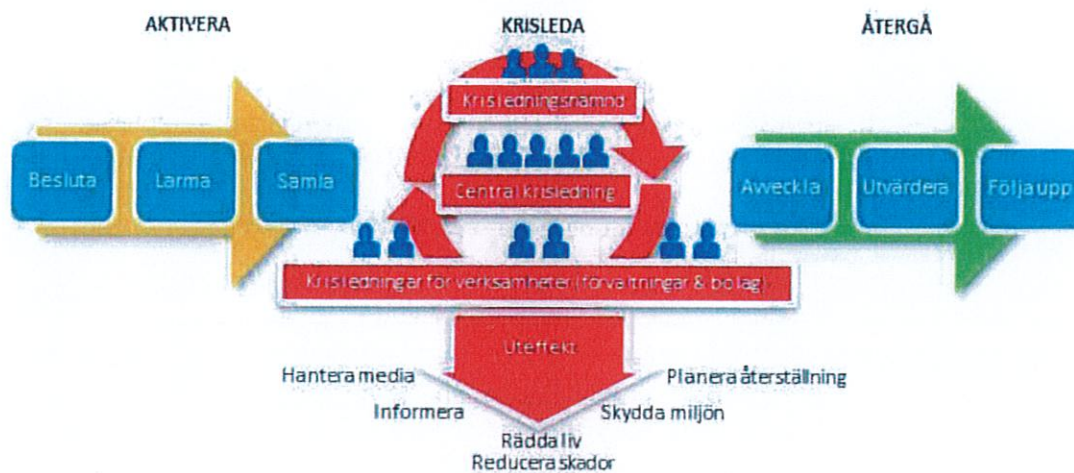 AKTIVERA
KRISLEDA
ÅTERGÅ
Besluta
Larma
Samla
Krisledningsnämnd
Central krisledning
Krisledningar för verksamheter (förvaltningar & bolag)
Avveckla
Utvärdera
Följa upp
Uteffekt
Hantera media
Planera återställning
Informera
Skydda miljön
Rädda liv
Reducera skador